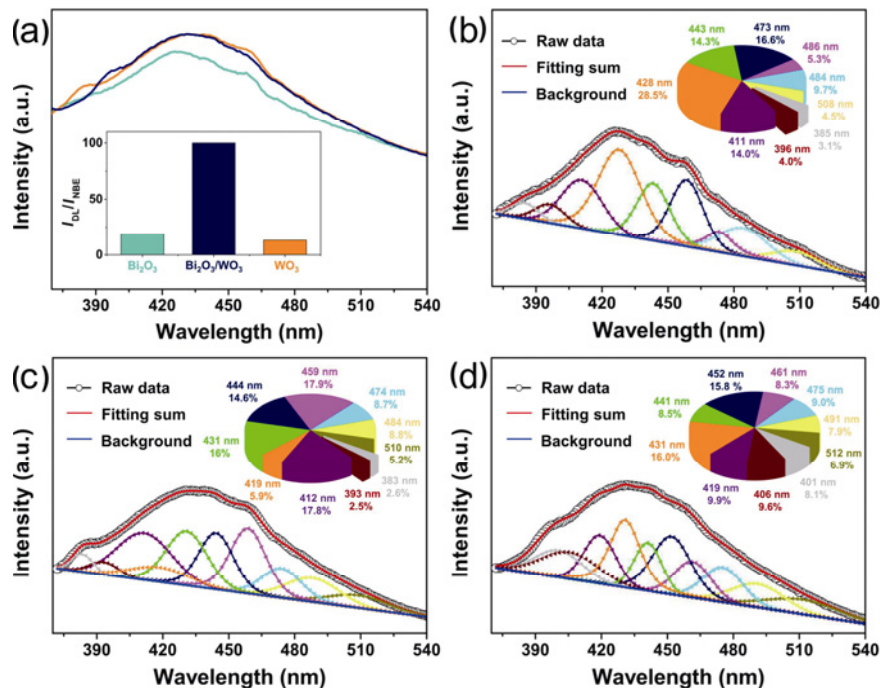 (a)
Intensity (a.u.)
I_DL/I_NBE
100
50
0
Bi₂O₃
Bi₂O₃/WO₃
WO₃
390 420 450 480 510 540
Wavelength (nm)
(b)
Intensity (a.u.)
Raw data
Fitting sum
Background
443 nm
14.3%
473 nm
16.6%
486 nm
5.3%
484 nm
9.7%
508 nm
4.5%
385 nm
3.1%
396 nm
4.0%
411 nm
14.0%
428 nm
28.5%
390 420 450 480 510 540
Wavelength (nm)
(c)
Intensity (a.u.)
Raw data
Fitting sum
Background
444 nm
14.6%
459 nm
17.9%
474 nm
8.7%
484 nm
8.8%
510 nm
5.2%
383 nm
2.6%
393 nm
2.5%
412 nm
17.8%
419 nm
5.9%
431 nm
16%
390 420 450 480 510 540
Wavelength (nm)
(d)
Intensity (a.u.)
Raw data
Fitting sum
Background
452 nm
15.8 %
461 nm
8.3%
475 nm
9.0%
491 nm
7.9%
512 nm
6.9%
401 nm
8.1%
406 nm
9.6%
419 nm
9.9%
431 nm
16.0%
441 nm
8.5%
390 420 450 480 510 540
Wavelength (nm)